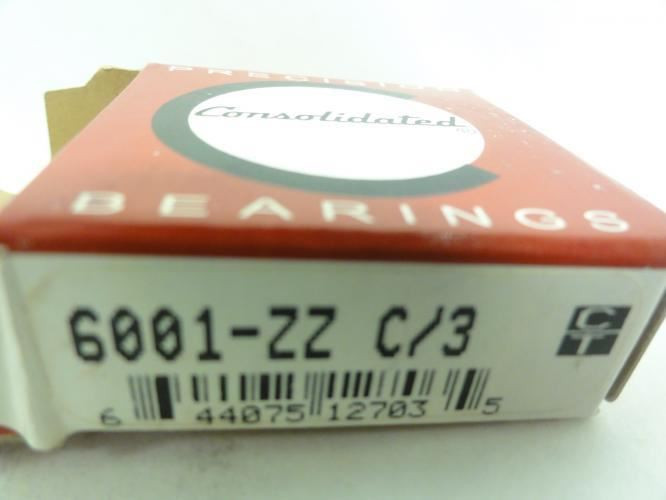 PRECISION
Consolidated®
BEARINGS
6001-ZZ C/3
CT
6 44075 12703 5